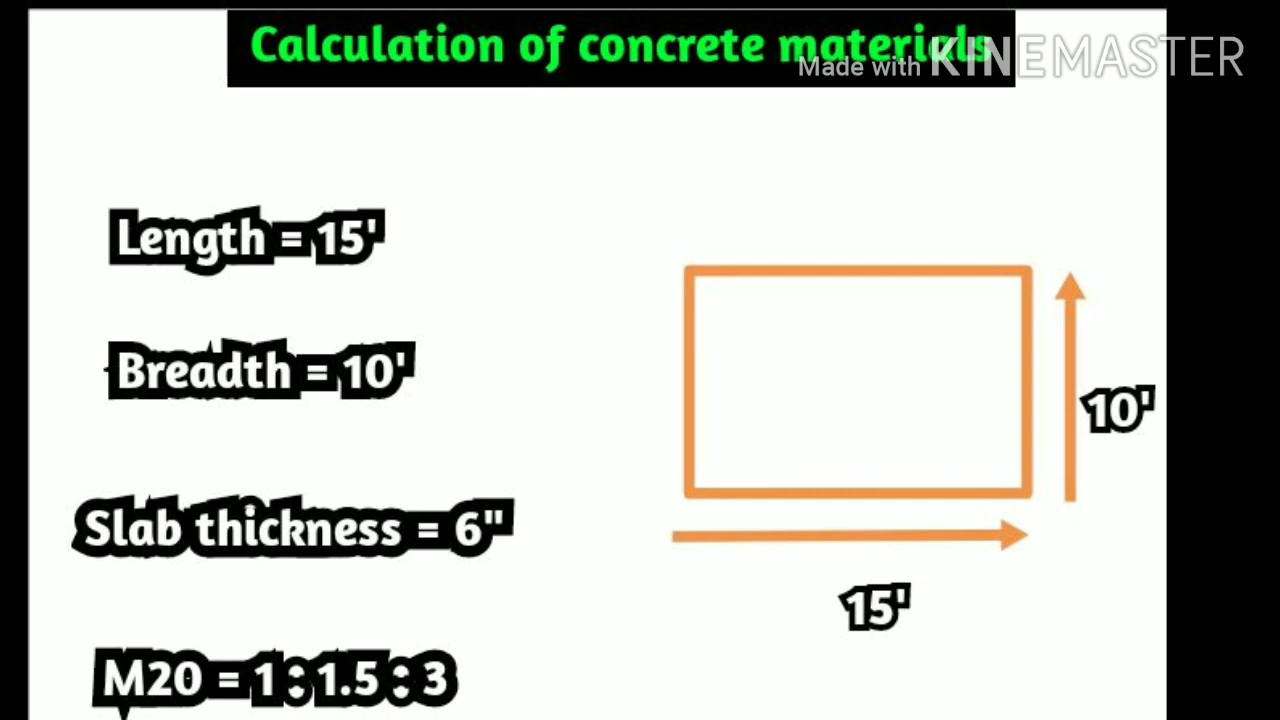 Calculation of concrete materials
Made with KINEMASTER
Length = 15'
Breadth = 10'
10'
Slab thickness = 6"
15'
M20 = 1:1.5:3